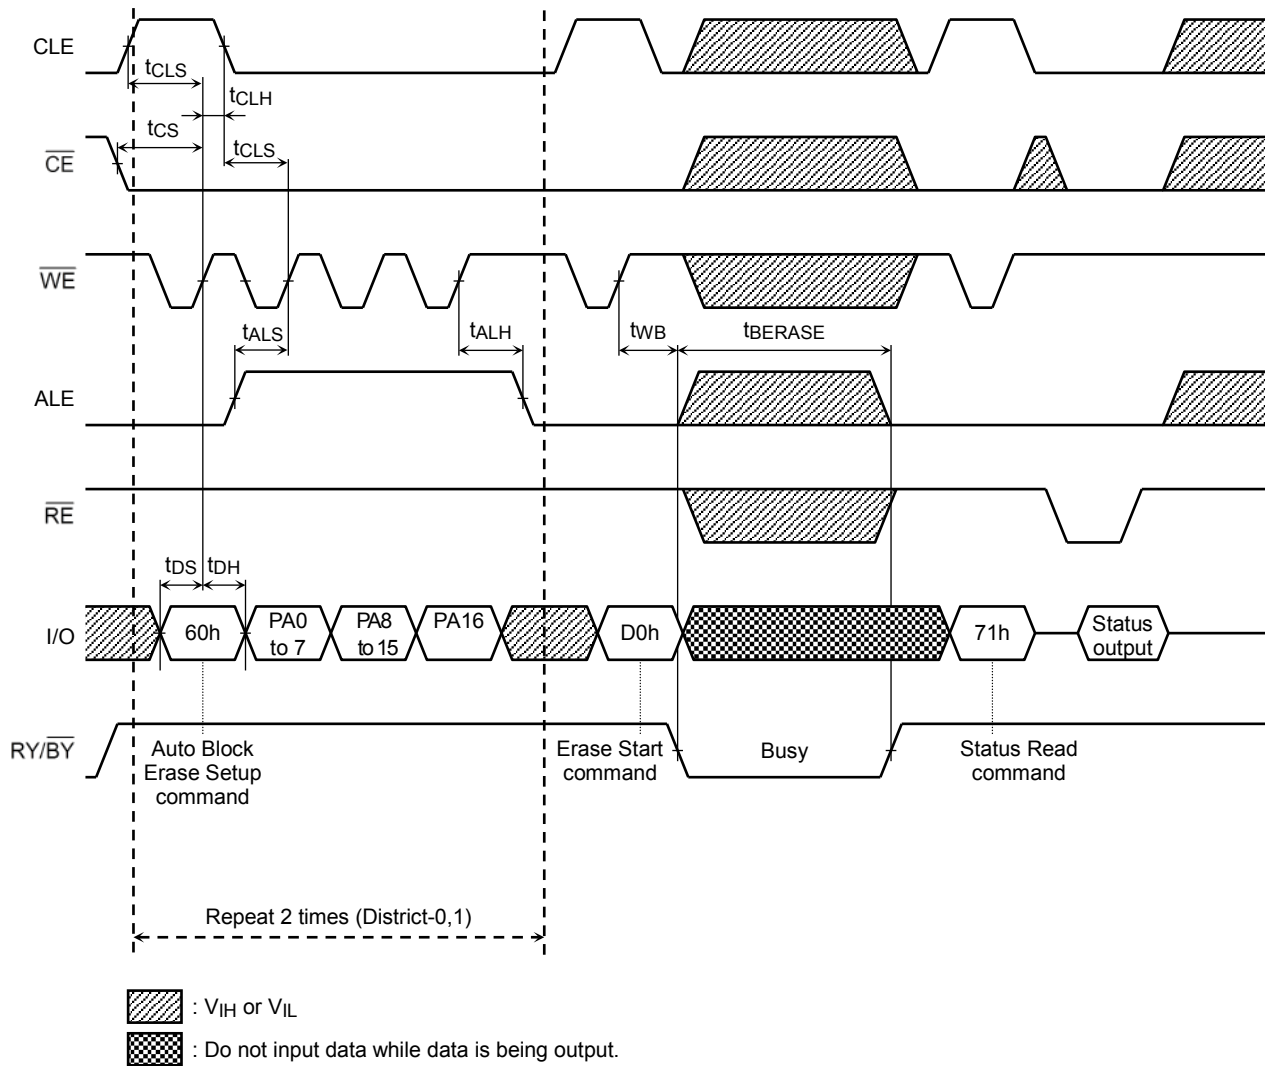 CLE
tCLS
tCLH
tCS
CE
tCLS
WE
tALS
tALH
tWB
tBERASE
ALE
RE
tDS
tDH
I/O
60h
PA0
to 7
PA8
to 15
PA16
D0h
71h
Status
output
RY/BY
Auto Block
Erase Setup
command
Erase Start
command
Busy
Status Read
command
Repeat 2 times (District-0,1)
: VIH or VIL
: Do not input data while data is being output.